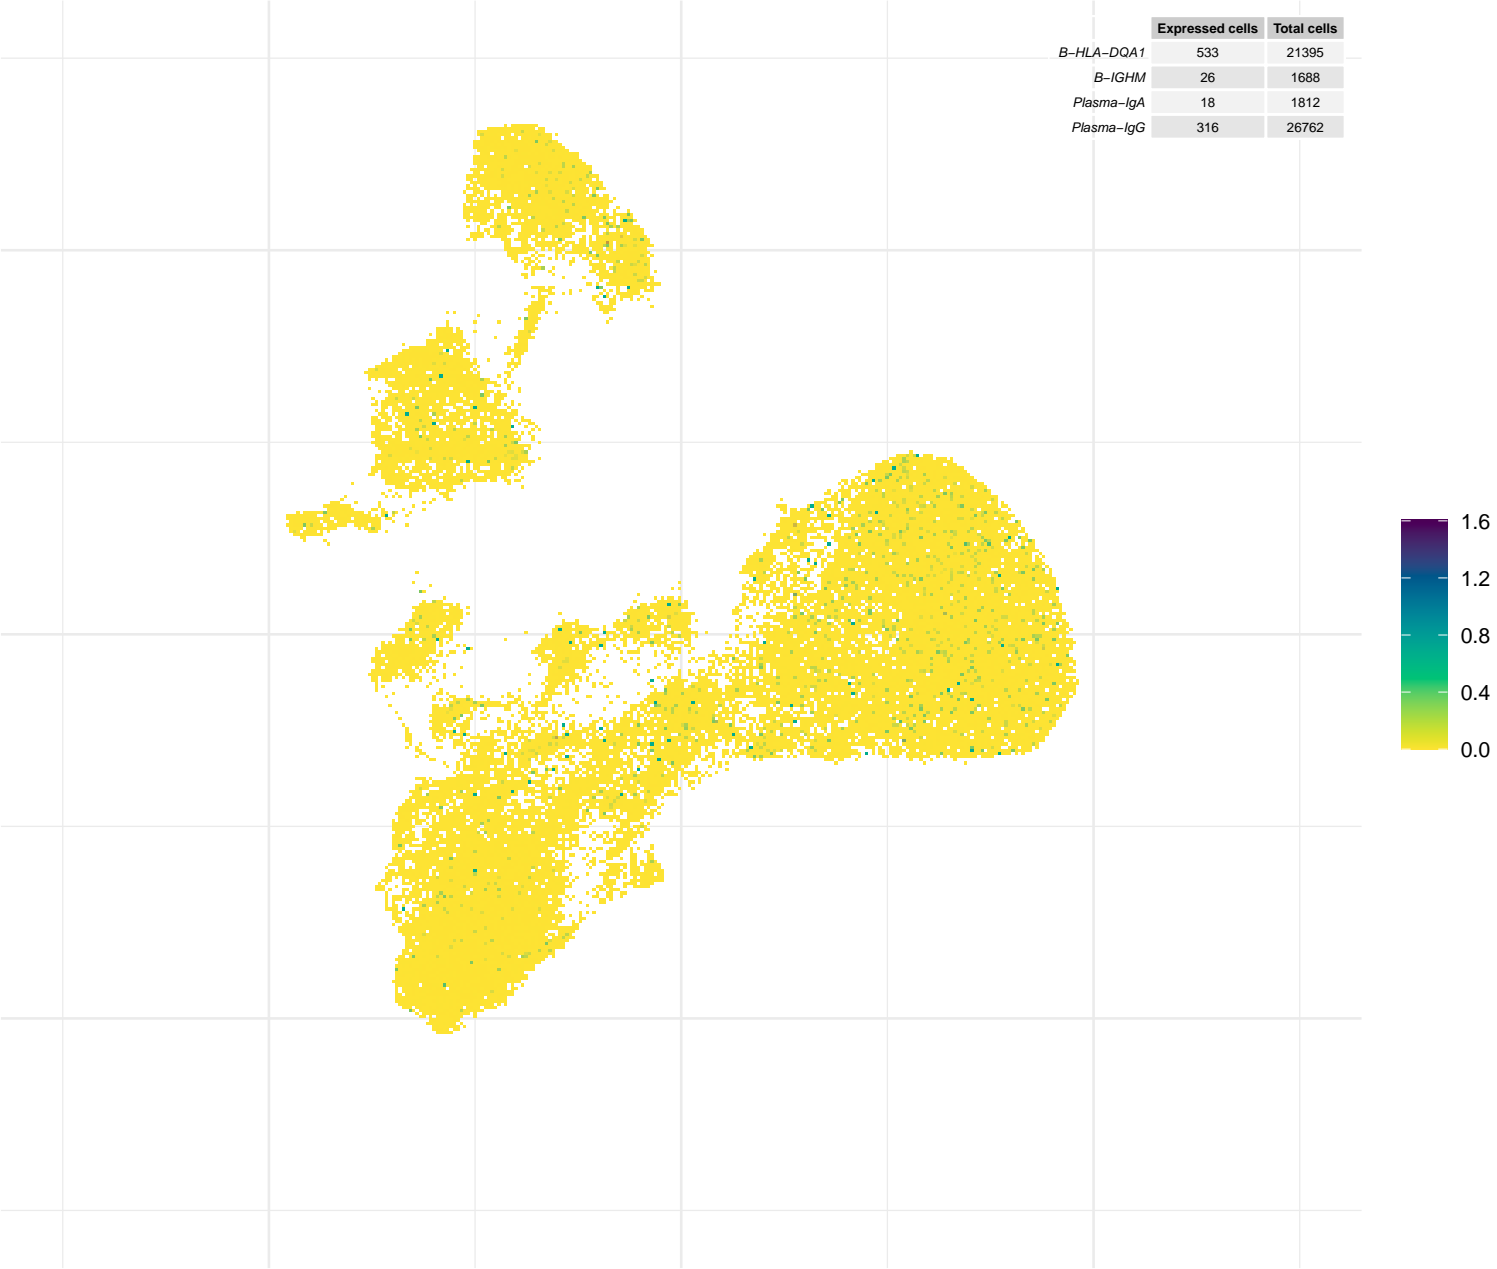 Expressed cells Total cells
B−HLA−DQA1 533 21395
B−IGHM 26 1688
Plasma−IgA 18 1812
Plasma−IgG 316 26762
1.6
1.2
0.8
0.4
0.0